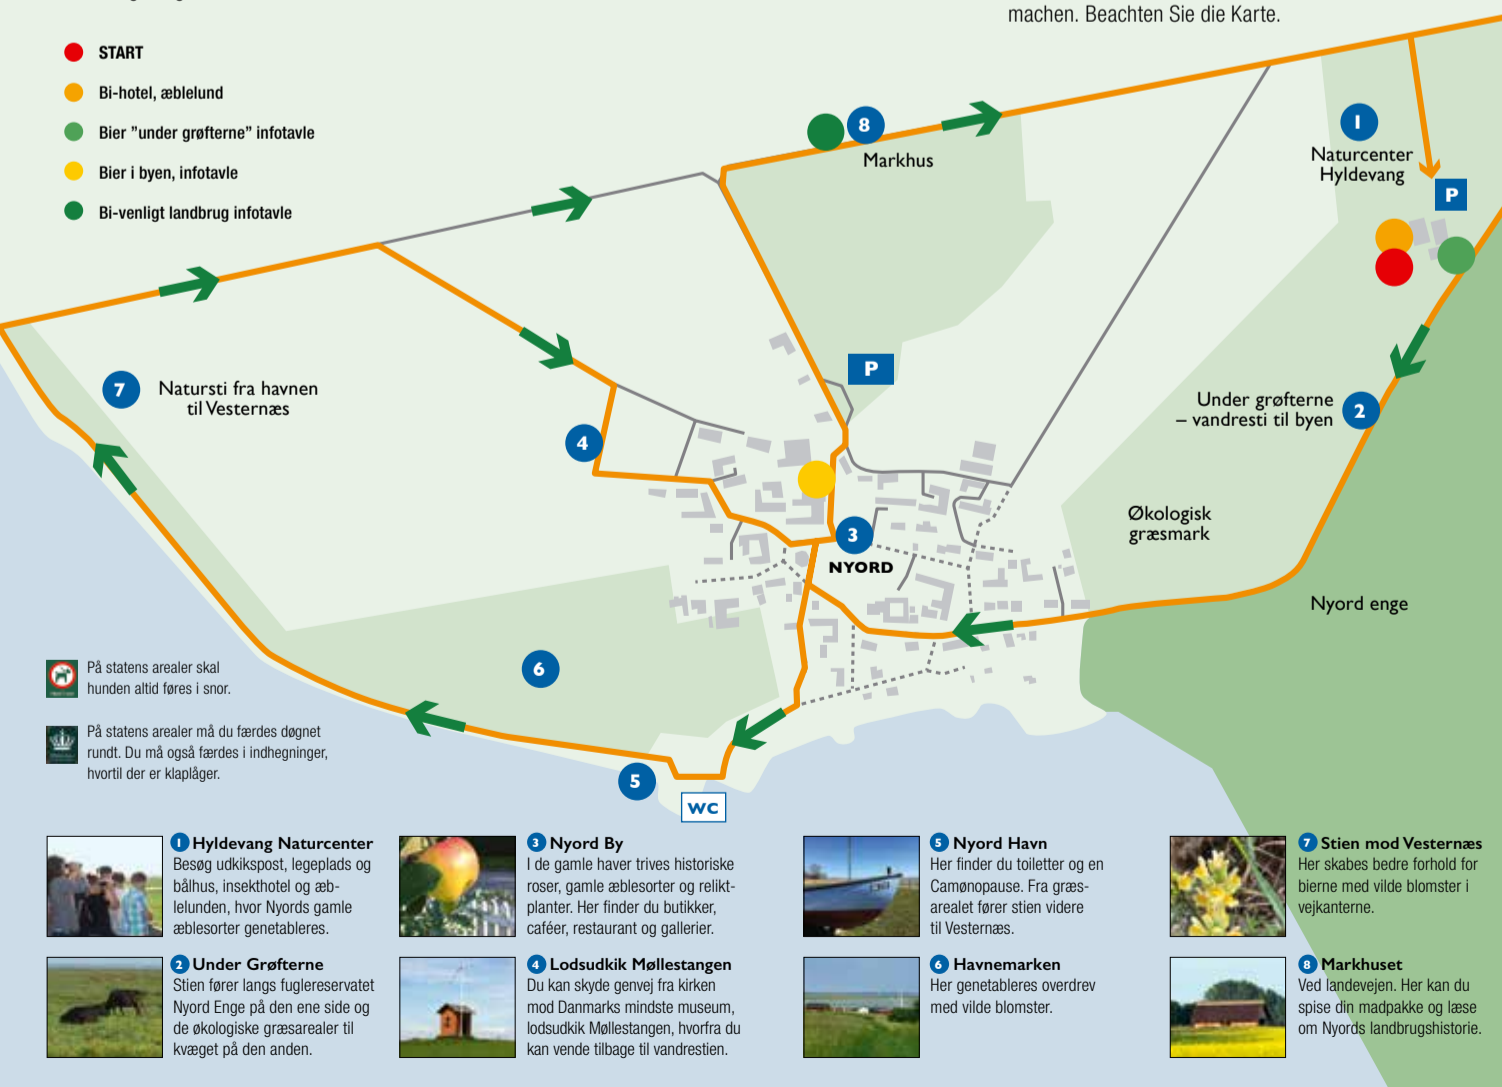 machen. Beachten Sie die Karte.
START
Bi-hotel, æblelund
Bier ”under grøfterne” infotavle
Bier i byen, infotavle
Bi-venligt landbrug infotavle
8
Markhus
1
Naturcenter
Hyldevang
P
7
Natursti fra havnen
til Vesternæs
P
Under grøfterne
– vandresti til byen
2
4
3
NYORD
Økologisk
græsmark
Nyord enge
6
5
WC
På statens arealer skal
hunden altid føres i snor.
På statens arealer må du færdes døgnet
rundt. Du må også færdes i indhegninger,
hvortil der er klaplåger.
1 Hyldevang Naturcenter
Besøg udkikspost, legeplads og
bålhus, insekthotel og æb-
lelunden, hvor Nyords gamle
æblesorter genetableres.
2 Under Grøfterne
Stien fører langs fuglereservatet
Nyord Enge på den ene side og
de økologiske græsarealer til
kvæget på den anden.
3 Nyord By
I de gamle haver trives historiske
roser, gamle æblesorter og relikt-
planter. Her finder du butikker,
caféer, restaurant og gallerier.
4 Lodsudkik Møllestangen
Du kan skyde genvej fra kirken
mod Danmarks mindste museum,
lodsudkik Møllestangen, hvorfra du
kan vende tilbage til vandrestien.
5 Nyord Havn
Her finder du toiletter og en
Camønopause. Fra græs-
arealet fører stien videre
til Vesternæs.
6 Havnemarken
Her genetableres overdrev
med vilde blomster.
7 Stien mod Vesternæs
Her skabes bedre forhold for
bierne med vilde blomster i
vejkanterne.
8 Markhuset
Ved landevejen. Her kan du
spise din madpakke og læse
om Nyords landbrugshistorie.